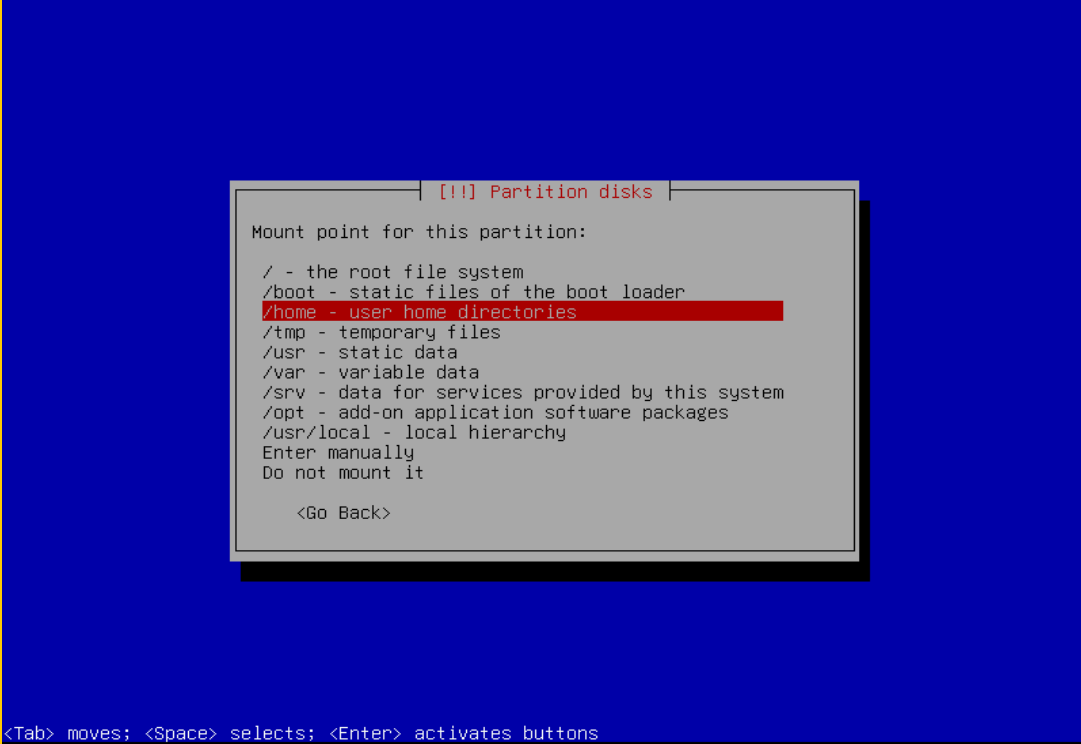 [!!] Partition disks
Mount point for this partition:
/ - the root file system
/boot - static files of the boot loader
/home - user home directories
/tmp - temporary files
/usr - static data
/var - variable data
/srv - data for services provided by this system
/opt - add-on application software packages
/usr/local - local hierarchy
Enter manually
Do not mount it
<Go Back>
<Tab> moves; <Space> selects; <Enter> activates buttons